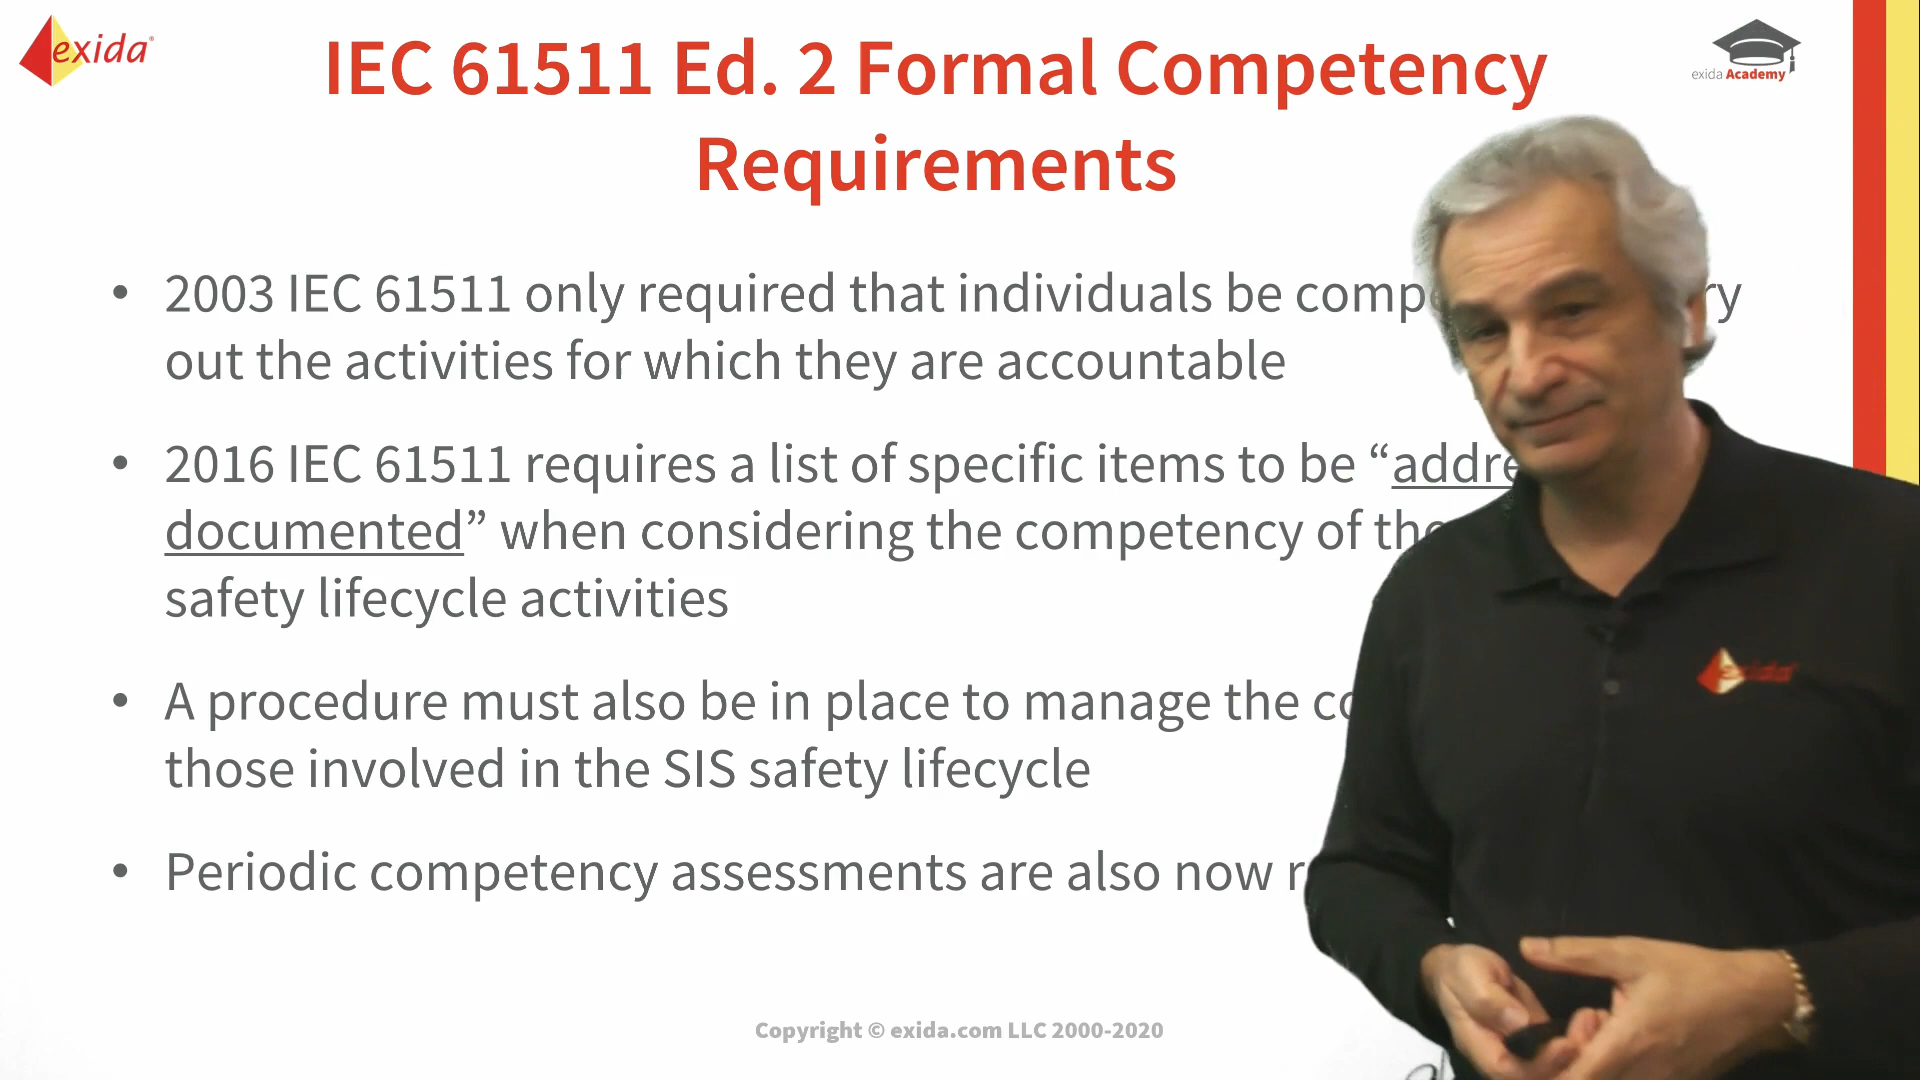 exida
IEC 61511 Ed. 2 Formal Competency
Requirements
exida Academy
• 2003 IEC 61511 only required that individuals be
out the activities for which they are accountable
• 2016 IEC 61511 requires a list of specific items to be “
documented” when considering the competency of
safety lifecycle activities
• A procedure must also be in place to manage the
those involved in the SIS safety lifecycle
• Periodic competency assessments are also now
Copyright © exida.com LLC 2000-2020
exida